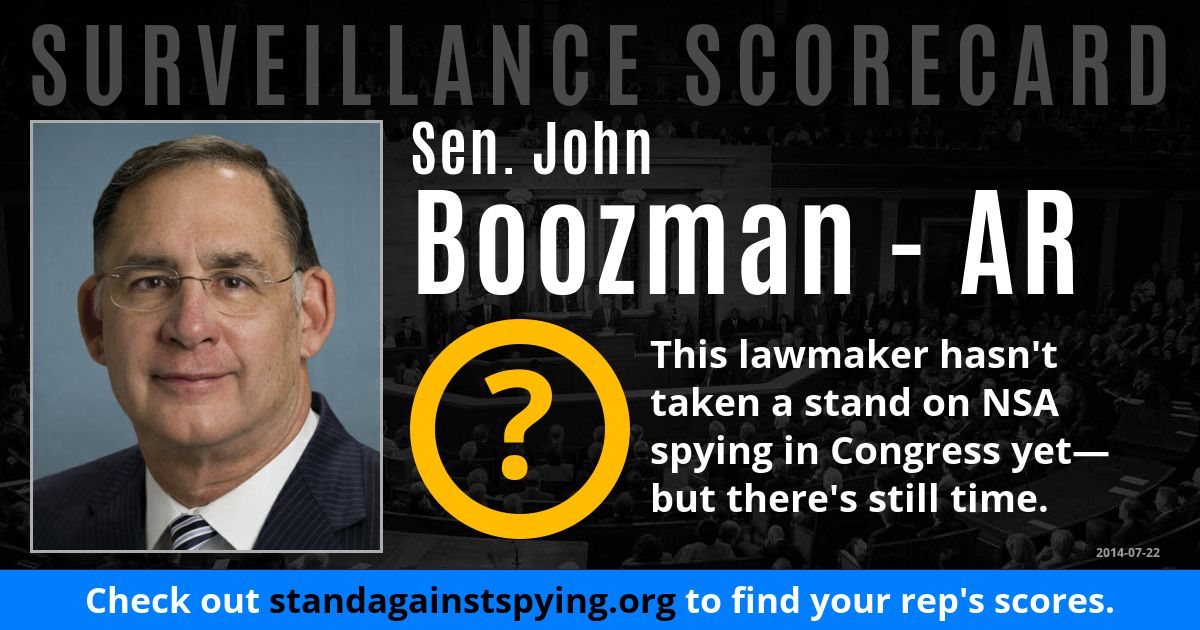 SURVEILLANCE SCORECARD
Sen. John
Boozman - AR
?
This lawmaker hasn't
taken a stand on NSA
spying in Congress yet—
but there's still time.
2014-07-22
Check out standagainstspying.org to find your rep's scores.